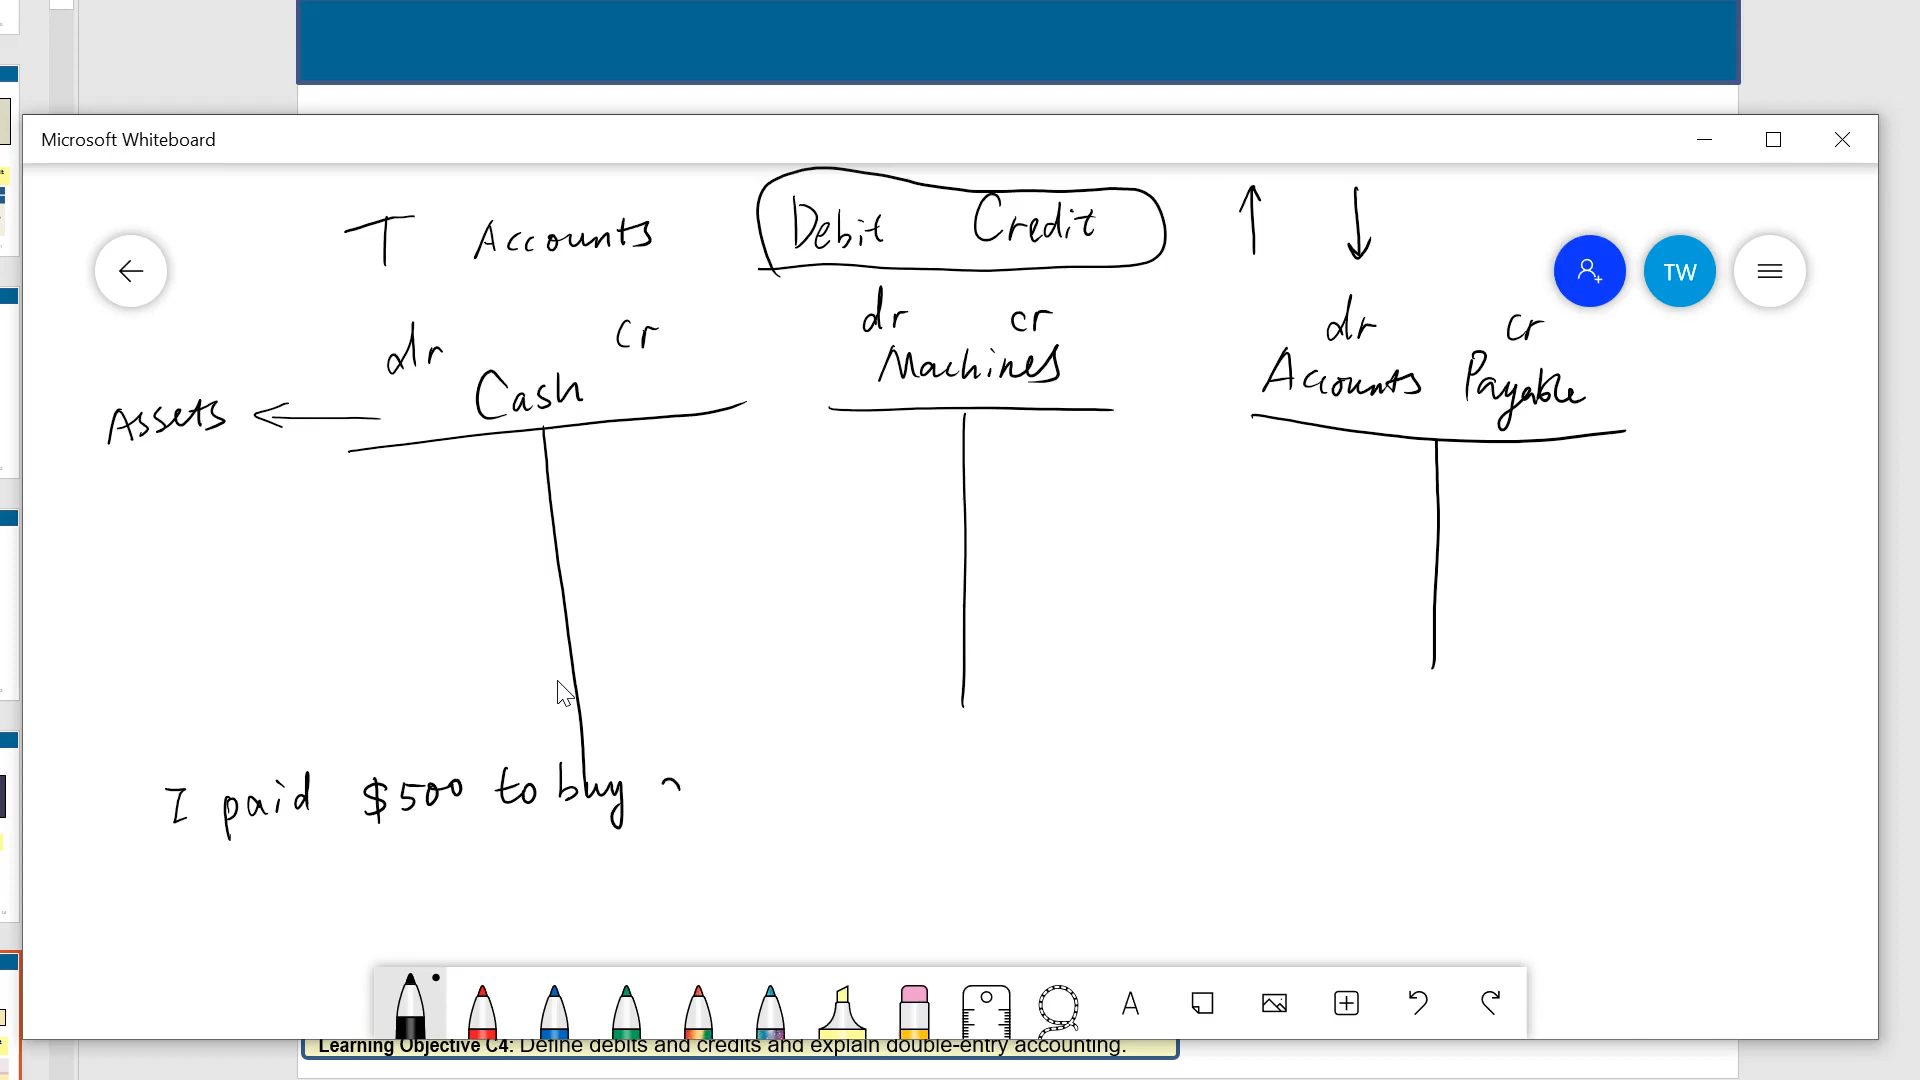 Microsoft Whiteboard
T Accounts Debit Credit
TW
dr cr dr cr dr cr
Cash Machines Accounts Payable
Assets
I paid $500 to buy
A
Learning Objective C4: Define debits and credits and explain double-entry accounting.